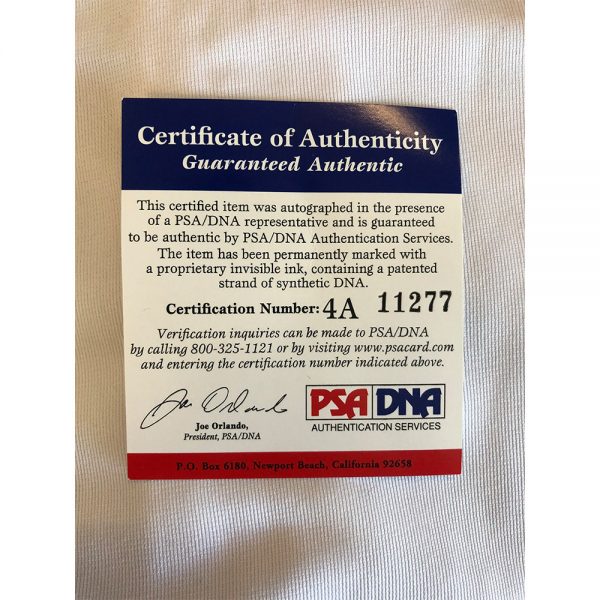 Certificate of Authenticity
Guaranteed Authentic
This certified item was autographed in the presence
of a PSA/DNA representative and is guaranteed
to be authentic by PSA/DNA Authentication Services.
The item has been permanently marked with
a proprietary invisible ink, containing a patented
strand of synthetic DNA.
Certification Number: 4A 11277
Verification inquiries can be made to PSA/DNA
by calling 800-325-1121 or by visiting www.psacard.com
and entering the certification number indicated above.
Joe Orlando
Joe Orlando,
President, PSA/DNA
PSA DNA
AUTHENTICATION SERVICES
P.O. Box 6180, Newport Beach, California 92658